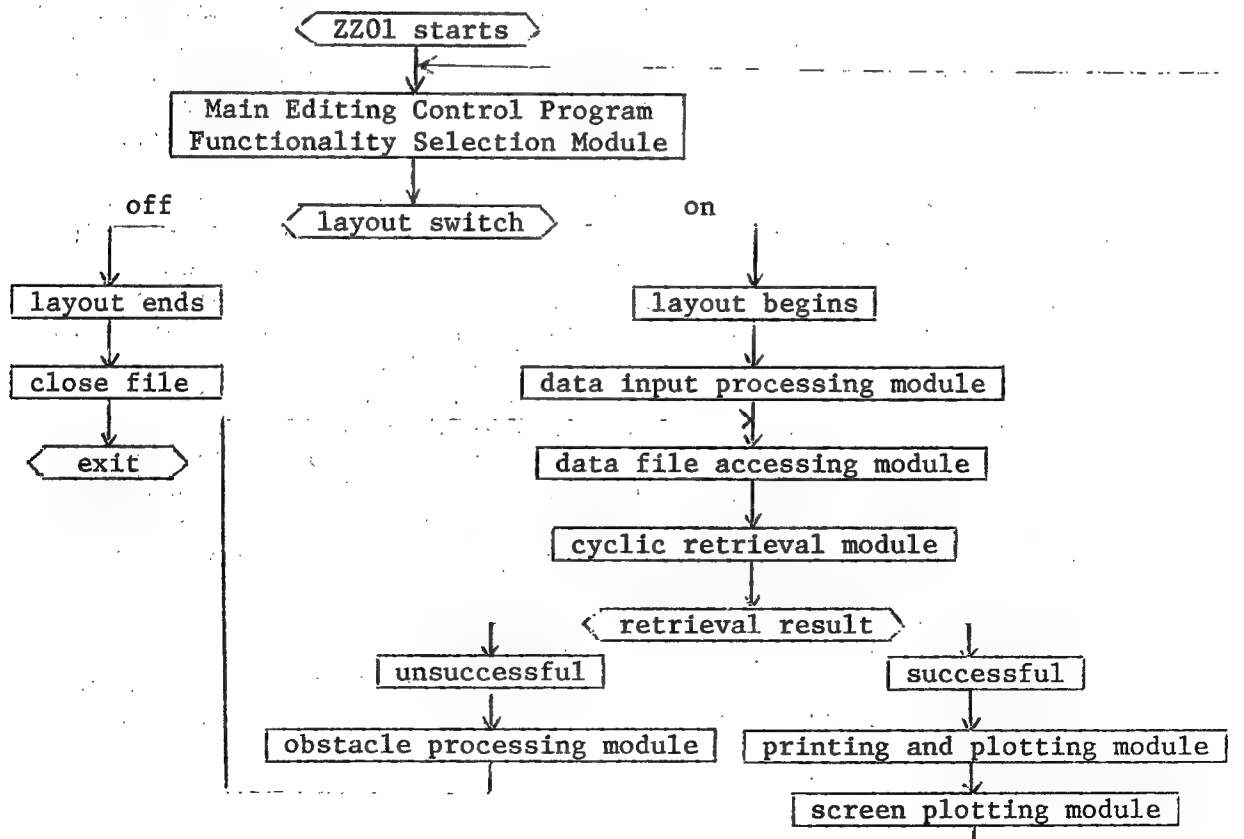 ZZ01 starts
Main Editing Control Program
Functionality Selection Module
off
layout switch
on
layout ends
layout begins
close file
data input processing module
exit
data file accessing module
cyclic retrieval module
retrieval result
unsuccessful
successful
obstacle processing module
printing and plotting module
screen plotting module